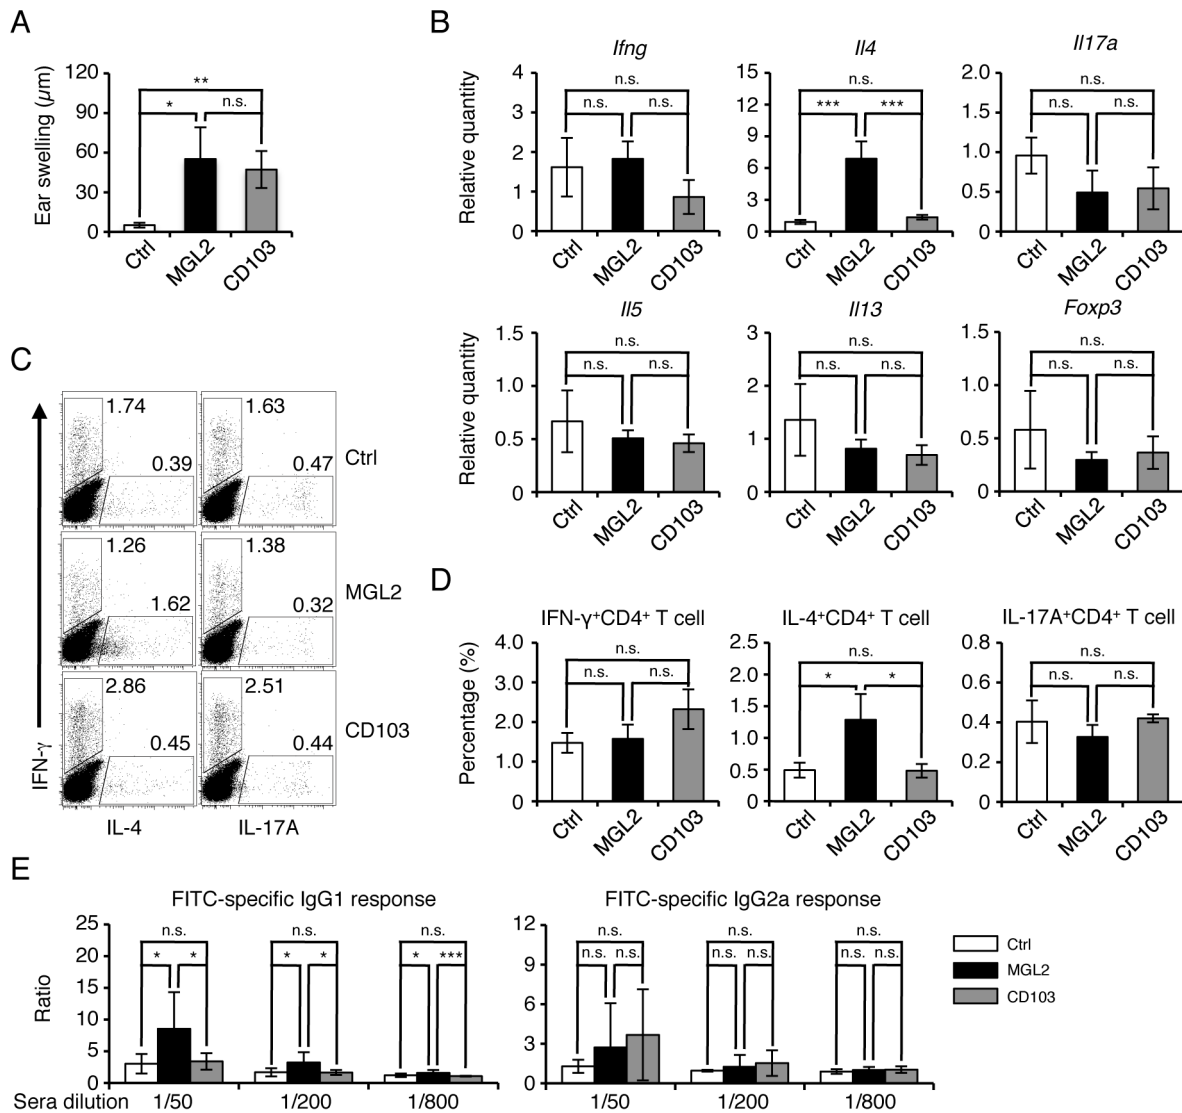 A
Ear swelling (µm)
120
90
60
30
0
**
*
n.s.
Ctrl
MGL2
CD103
B
Ifng
Relative quantity
4
3
2
1
0
n.s.
n.s.
n.s.
Ctrl
MGL2
CD103
Il4
15
12
9
6
3
0
n.s.
***
***
Ctrl
MGL2
CD103
Il17a
2.0
1.5
1.0
0.5
0
n.s.
n.s.
n.s.
Ctrl
MGL2
CD103
Il5
Relative quantity
1.5
1.0
0.5
0
n.s.
n.s.
n.s.
Ctrl
MGL2
CD103
Il13
3
2
1
0
n.s.
n.s.
n.s.
Ctrl
MGL2
CD103
Foxp3
1.5
1.0
0.5
0
n.s.
n.s.
n.s.
Ctrl
MGL2
CD103
C
IFN-γ
1.74
0.39
1.63
0.47
Ctrl
1.26
1.62
1.38
0.32
MGL2
2.86
0.45
2.51
0.44
CD103
IL-4
IL-17A
D
IFN-γ+CD4+ T cell
Percentage (%)
4.0
3.0
2.0
1.0
0
n.s.
n.s.
n.s.
Ctrl
MGL2
CD103
IL-4+CD4+ T cell
2.5
2.0
1.5
1.0
0.5
0
n.s.
*
*
Ctrl
MGL2
CD103
IL-17A+CD4+ T cell
0.8
0.6
0.4
0.2
0
n.s.
n.s.
n.s.
Ctrl
MGL2
CD103
E
FITC-specific IgG1 response
Ratio
25
20
15
10
5
0
n.s.
*
*
n.s.
*
*
n.s.
*
***
Sera dilution
1/50
1/200
1/800
FITC-specific IgG2a response
12
9
6
3
0
n.s.
n.s.
n.s.
n.s.
n.s.
n.s.
n.s.
n.s.
n.s.
1/50
1/200
1/800
Ctrl
MGL2
CD103